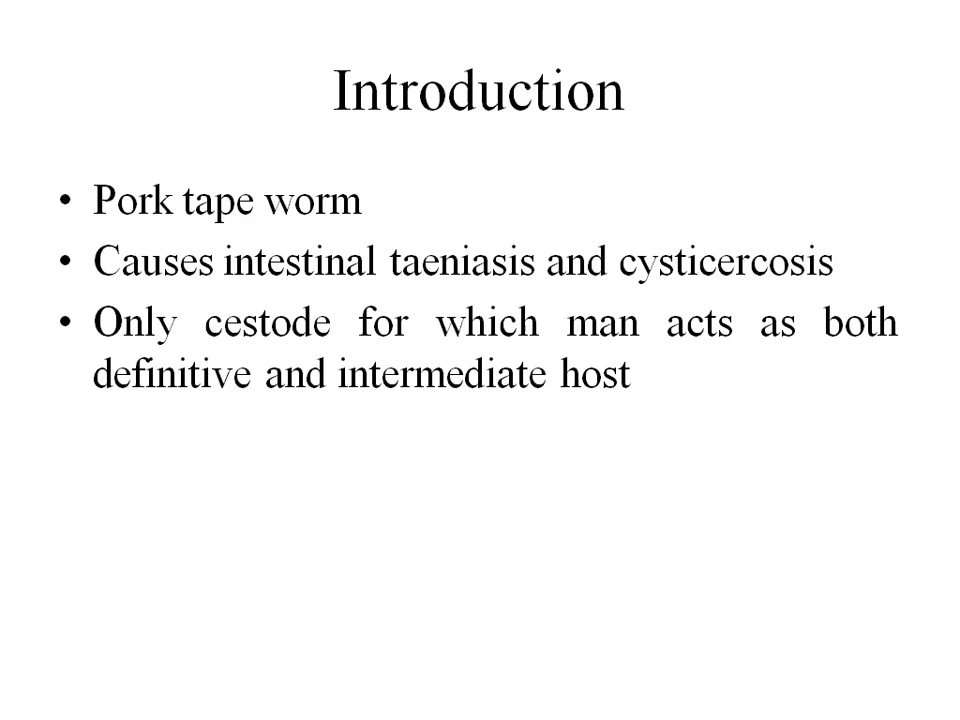 Introduction
• Pork tape worm
• Causes intestinal taeniasis and cysticercosis
• Only cestode for which man acts as both
definitive and intermediate host